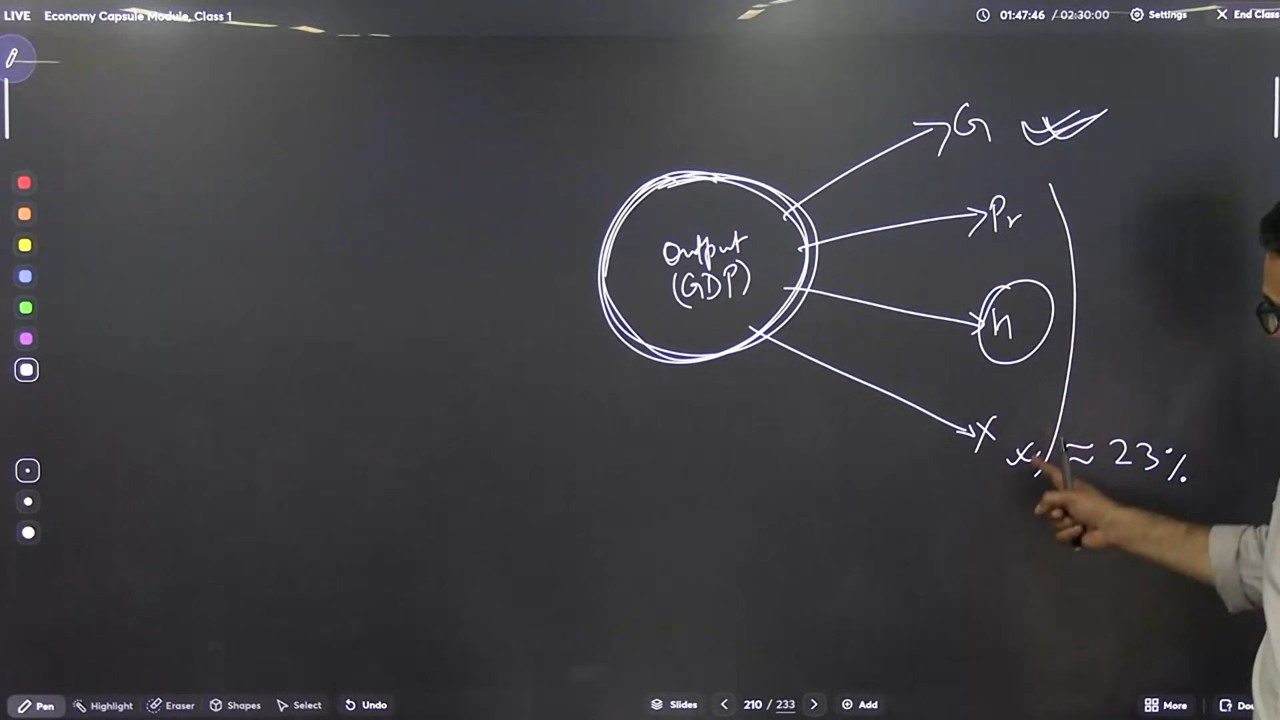 LIVE Economy Capsule Module, Class 1
01:47:46 / 02:30:00 Settings End Class
G
Pr
Output
(GDP)
h
X
≈ 23%
Pen Highlight Eraser Shapes Select Undo
Slides 210 / 233 Add
More